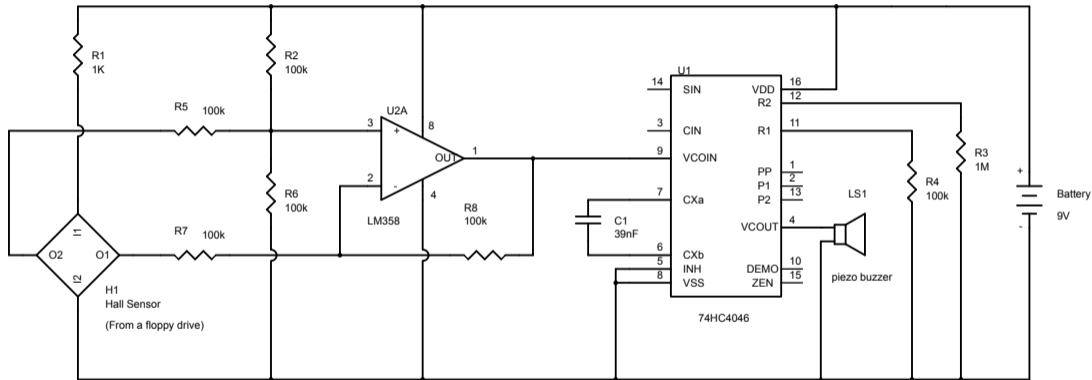 R1
1K
R2
100k
R5 100k
U2A
3
+
8
OUT
1
2
-
4
LM358
R6
100k
R7 100k
R8
100k
I1
O2
O1
I2
H1
Hall Sensor
(From a floppy drive)
U1
14 SIN
VDD 16
R2 12
3 CIN
R1 11
9 VCOIN
PP 1
P1 2
7 CXa
P2 13
VCOUT 4
6 CXb
5 INH
DEMO 10
8 VSS
ZEN 15
74HC4046
C1
39nF
LS1
piezo buzzer
R4
100k
R3
1M
+
Battery
9V
-